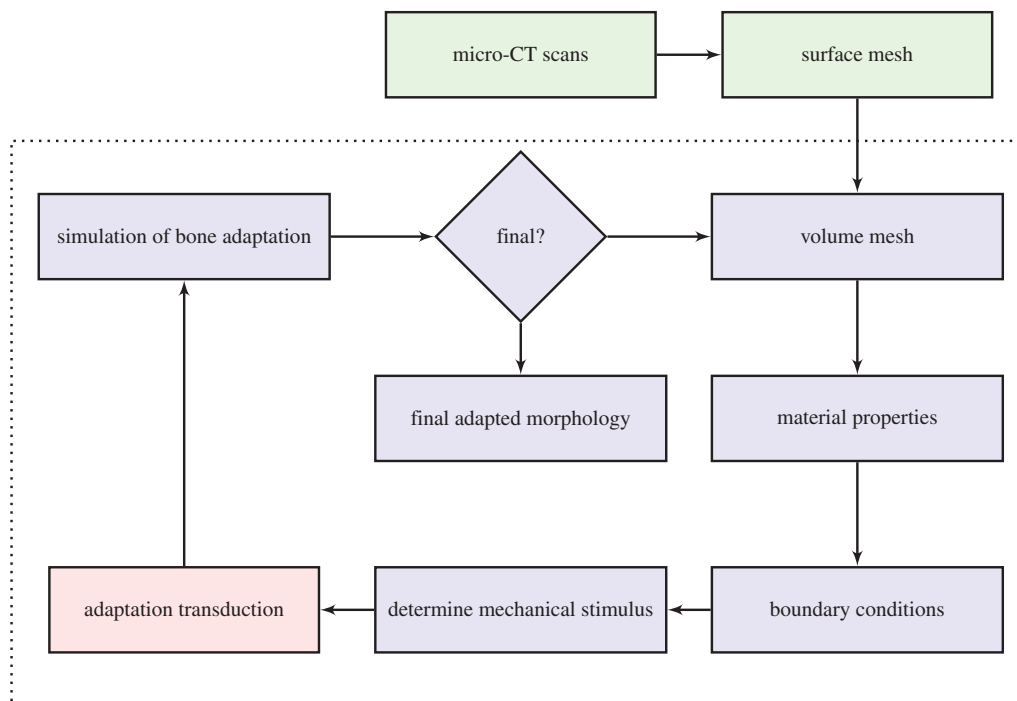 micro-CT scans
surface mesh
simulation of bone adaptation
final?
volume mesh
final adapted morphology
material properties
adaptation transduction
determine mechanical stimulus
boundary conditions